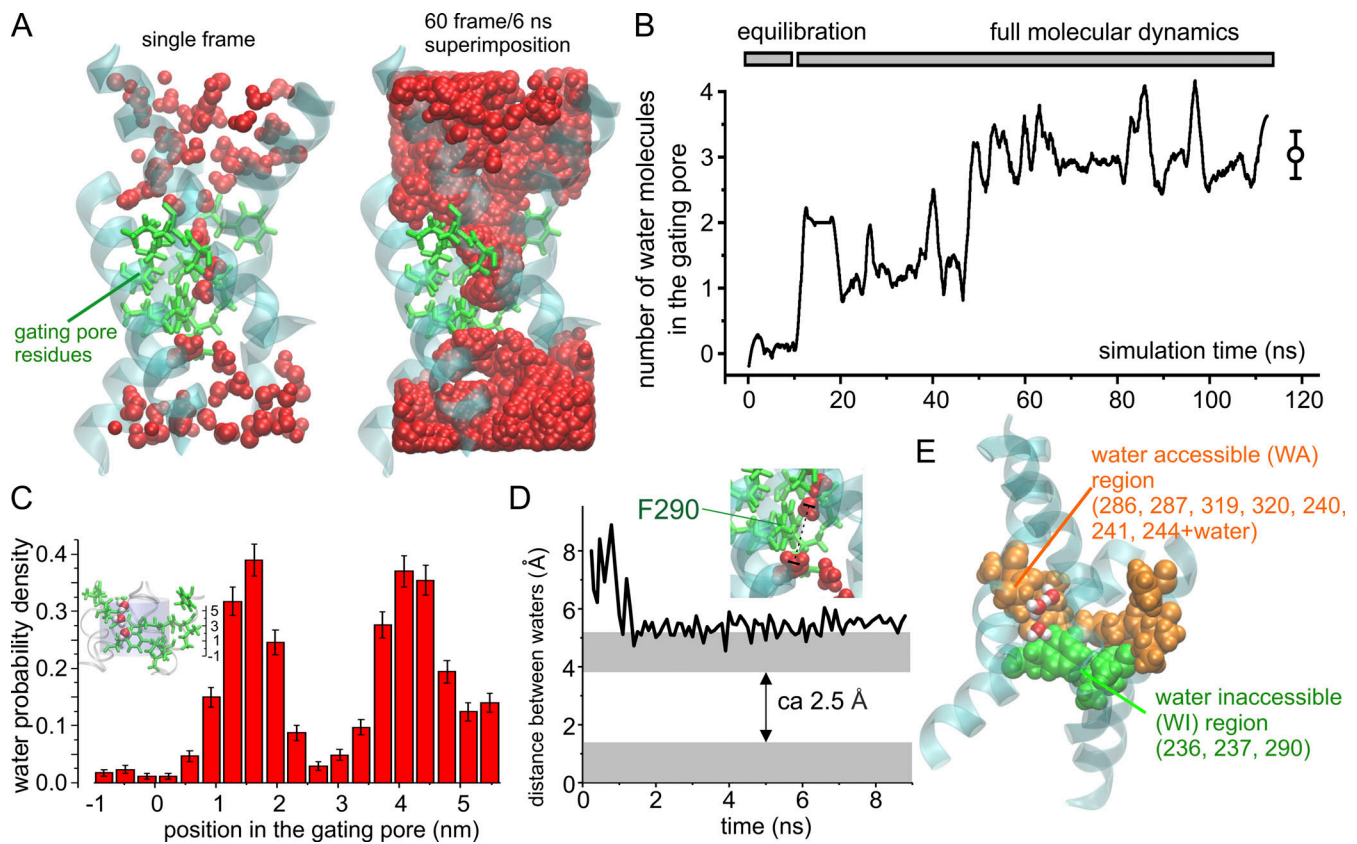 A
single frame
60 frame/6 ns
superimposition
gating pore
residues
B
equilibration
full molecular dynamics
number of water molecules
in the gating pore
4
3
2
1
0
simulation time (ns)
0
20
40
60
80
100
120
C
water probability density
0.4
0.3
0.2
0.1
0.0
5
3
1
-1
-1
0
1
2
3
4
5
position in the gating pore (nm)
D
F290
distance between waters (Å)
8
6
4
2
0
ca 2.5 Å
0
2
4
6
8
time (ns)
E
water accessible (WA)
region
(286, 287, 319, 320, 240,
241, 244+water)
water inaccessible
(WI) region
(236, 237, 290)